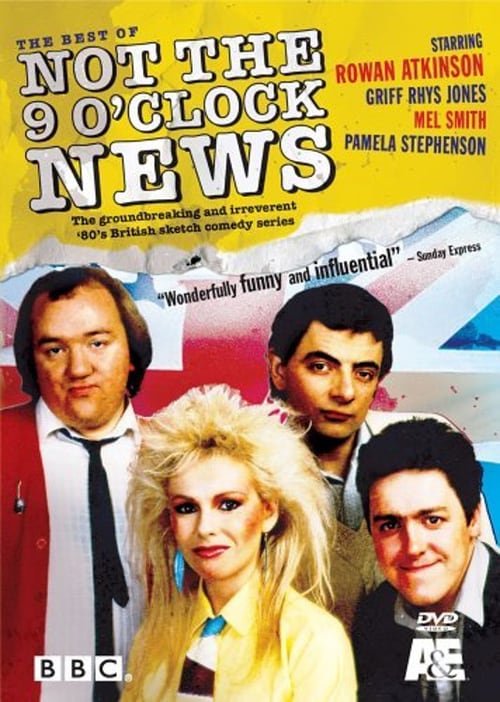 THE BEST OF
NOT THE
9 O'CLOCK
NEWS
The groundbreaking and irreverent
'80's British sketch comedy series
STARRING
ROWAN ATKINSON
GRIFF RHYS JONES
MEL SMITH
PAMELA STEPHENSON
"Wonderfully funny and influential" – Sunday Express
BBC
DVD
VIDEO
A&E